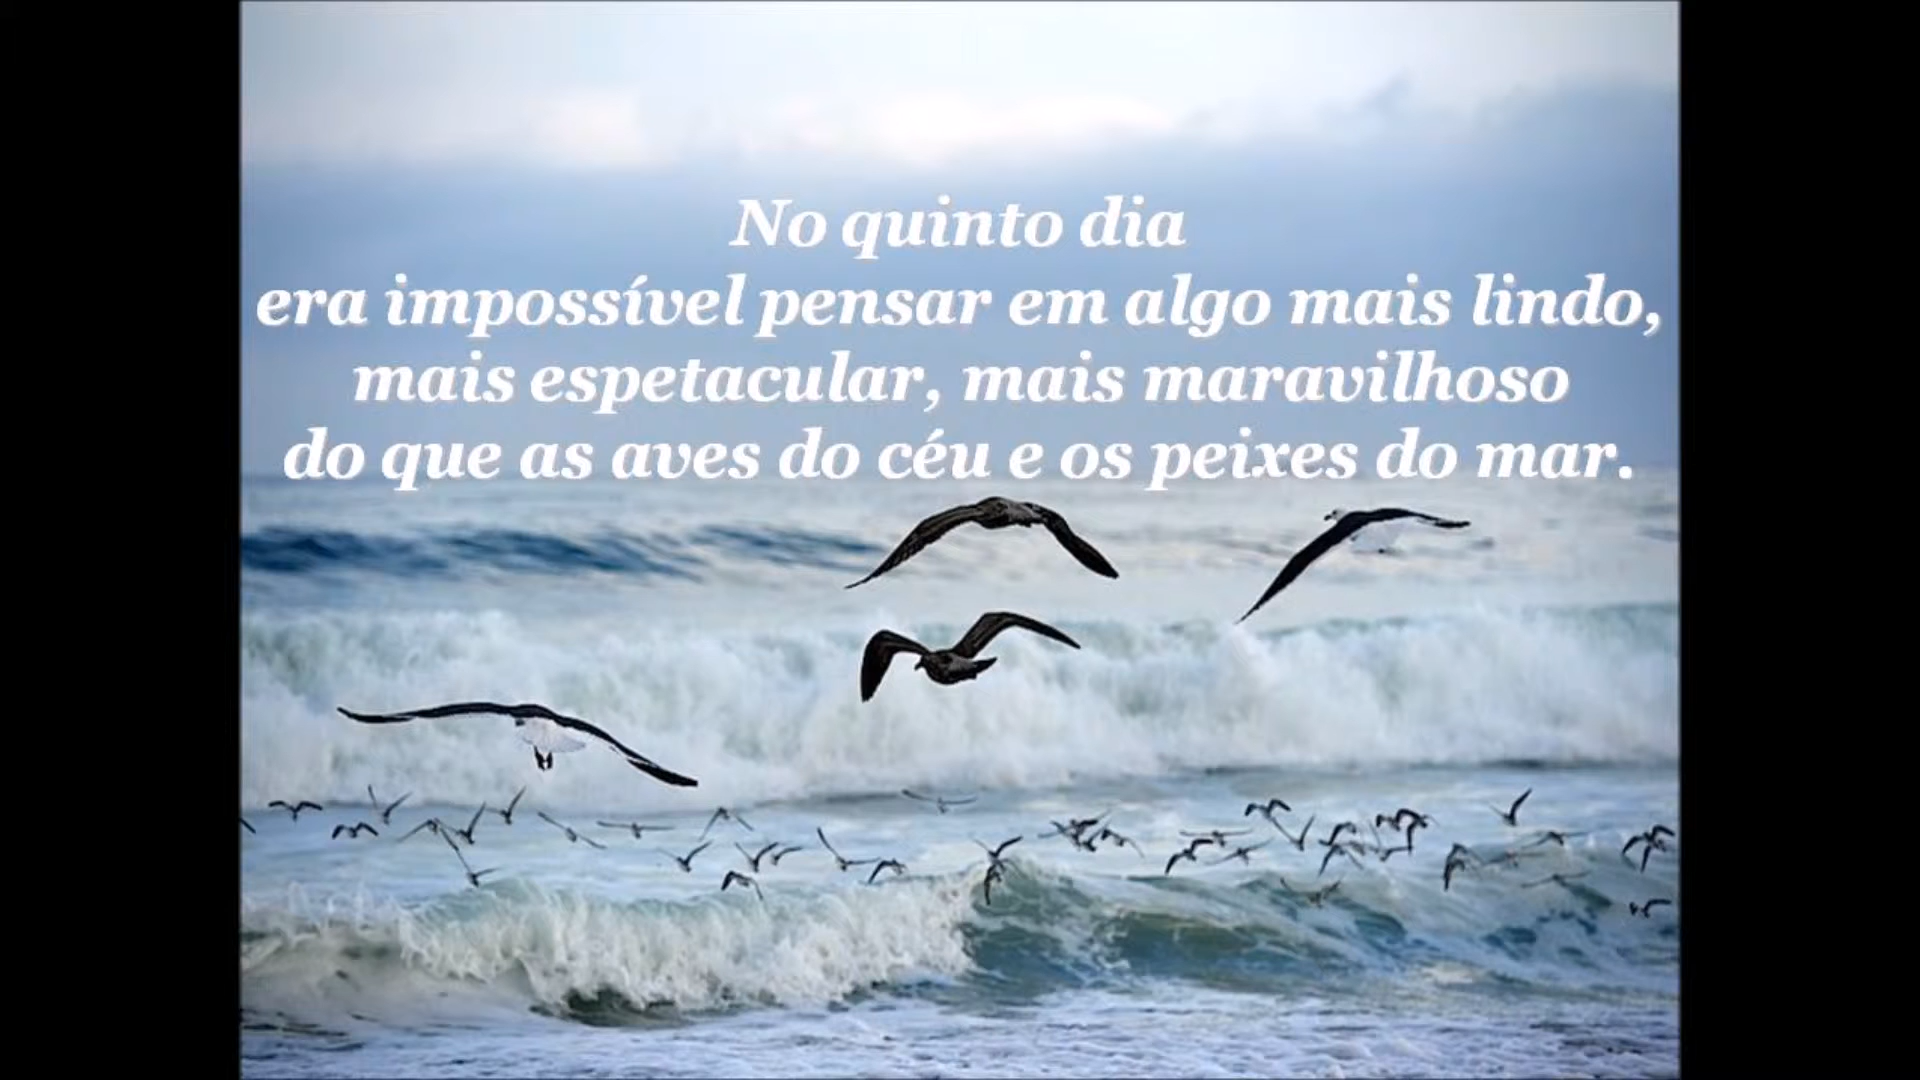 No quinto dia
era impossível pensar em algo mais lindo,
mais espetacular, mais maravilhoso
do que as aves do céu e os peixes do mar.